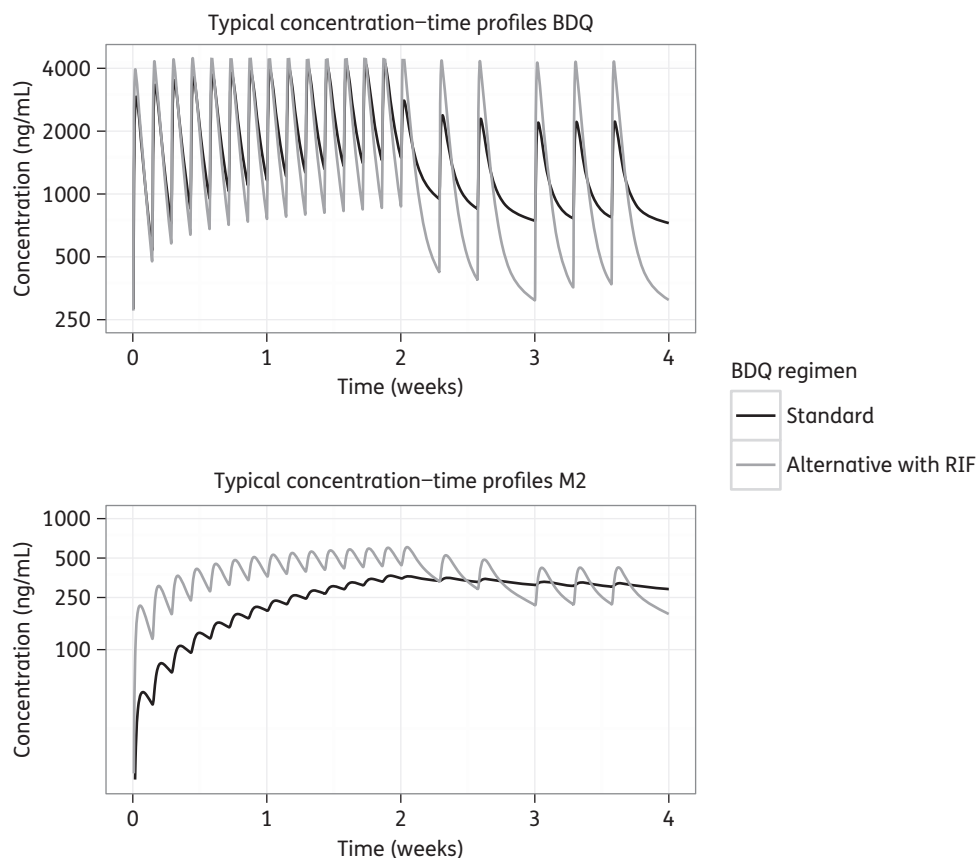 Typical concentration–time profiles BDQ
Concentration (ng/mL)
4000
2000
1000
500
250
0 1 2 3 4
Time (weeks)
BDQ regimen
Standard
Alternative with RIF
Typical concentration–time profiles M2
Concentration (ng/mL)
1000
500
250
100
0 1 2 3 4
Time (weeks)